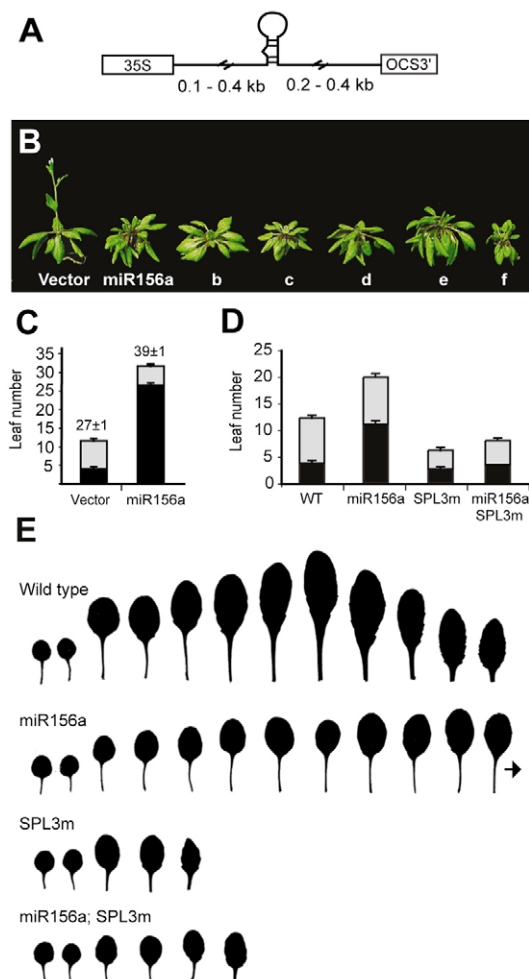 A
35S
OCS3'
0.1 - 0.4 kb
0.2 - 0.4 kb
B
Vector miR156a b c d e f
C
Leaf number
35
30
25
20
15
10
5
27±1
39±1
Vector
miR156a
D
Leaf number
25
20
15
10
5
0
WT
miR156a
SPL3m
miR156a
SPL3m
E
Wild type
miR156a
SPL3m
miR156a; SPL3m